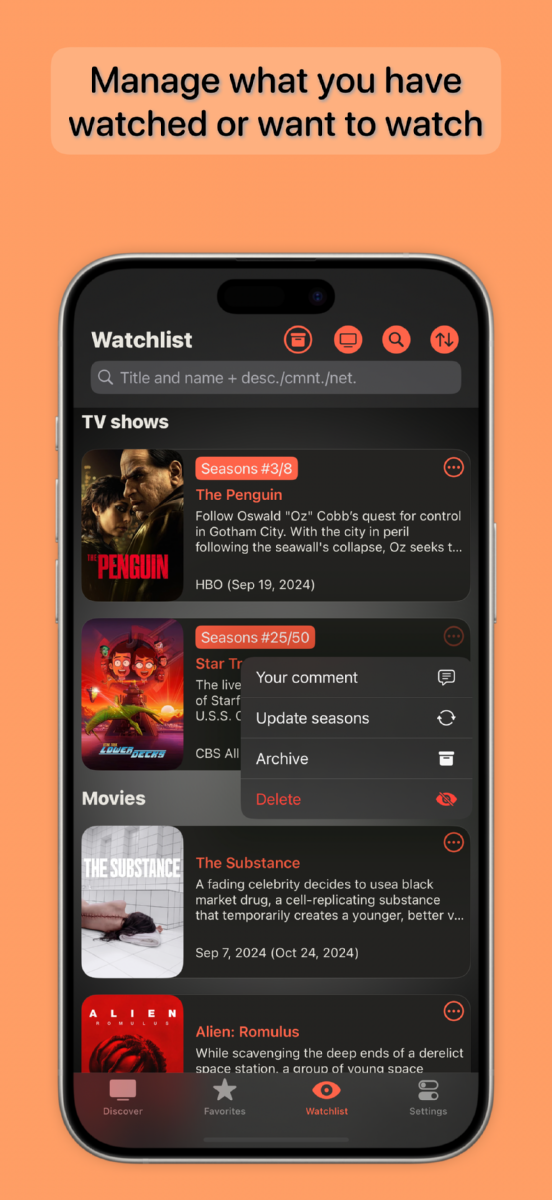 Manage what you have
watched or want to watch
Watchlist
Title and name + desc./cmnt./net.
TV shows
Seasons #3/8
The Penguin
Follow Oswald "Oz" Cobb's quest for control
in Gotham City. With the city in peril
following the seawall's collapse, Oz seeks t...
HBO (Sep 19, 2024)
THE
PENGUIN
Seasons #25/50
Star Tr
The live
of Starf
U.S.S. C
CBS All
STAR TREK
LOWER DECKS
Your comment
Update seasons
Archive
Delete
Movies
THE SUBSTANCE
The Substance
A fading celebrity decides to usea black
market drug, a cell-replicating substance
that temporarily creates a younger, better v...
Sep 7, 2024 (Oct 24, 2024)
ALIEN
ROMULUS
Alien: Romulus
While scavenging the deep ends of a derelict
space station, a group of young space
Discover
Favorites
Watchlist
Settings